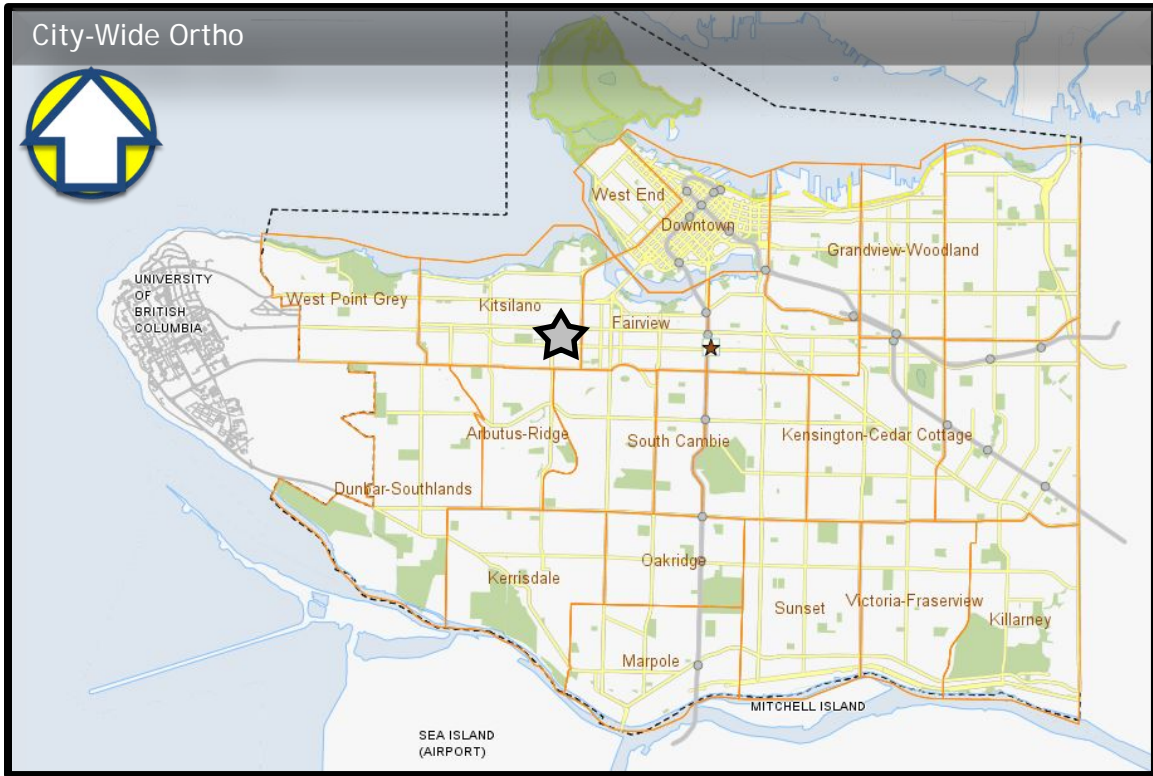 City-Wide Ortho
West End
Downtown
Grandview-Woodland
UNIVERSITY
OF
BRITISH
COLUMBIA
West Point Grey
Kitsilano
Fairview
Arbutus-Ridge
South Cambie
Kensington-Cedar Cottage
Dunbar-Southlands
Oakridge
Kerrisdale
Sunset
Victoria-Fraserview
Killarney
Marpole
MITCHELL ISLAND
SEA ISLAND
(AIRPORT)